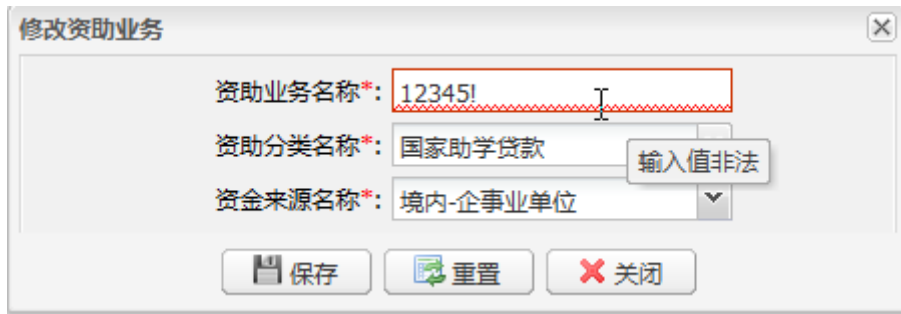 修改资助业务
资助业务名称*: 12345!
资助分类名称*: 国家助学贷款
输入值非法
资金来源名称*: 境内-企事业单位
保存 重置 关闭